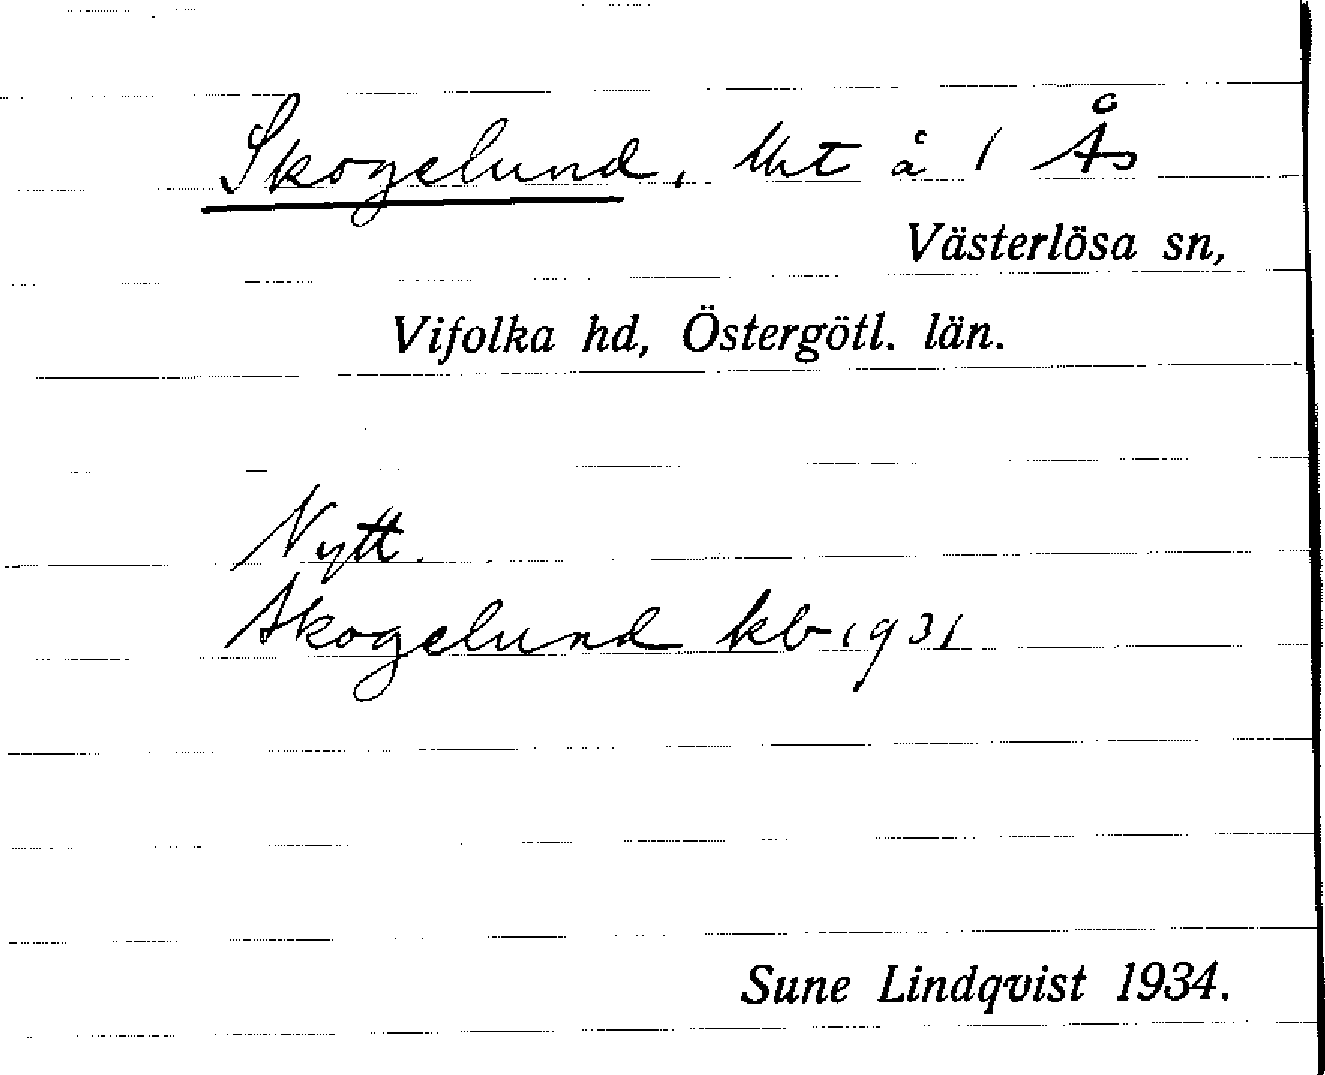 Skogelund, lht å 1 Ås
Västerlösa sn,
Vifolka hd, Östergötl. län.
Nytt.
Skogelund kb 1931
Sune Lindqvist 1934.